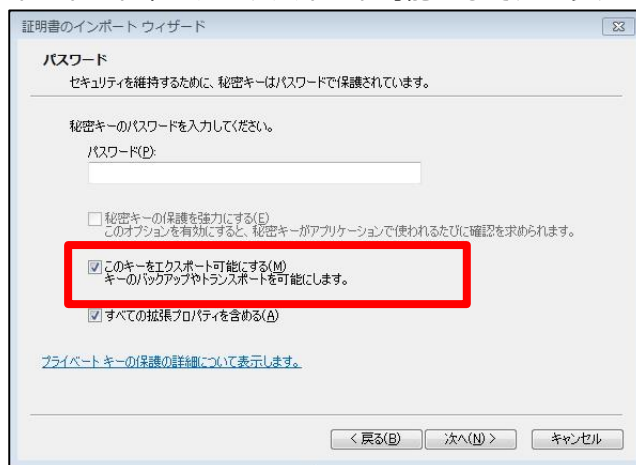 証明書のインポート ウィザード
パスワード
セキュリティを維持するために、秘密キーはパスワードで保護されています。
秘密キーのパスワードを入力してください。
パスワード(P):
秘密キーの保護を強力にする(E)
このオプションを有効にすると、秘密キーがアプリケーションで使われるたびに確認を求められます。
このキーをエクスポート可能にする(M)
キーのバックアップやトランスポートを可能にします。
すべての拡張プロパティを含める(A)
プライベート キーの保護の詳細について表示します。
< 戻る(B) 次へ(N) > キャンセル